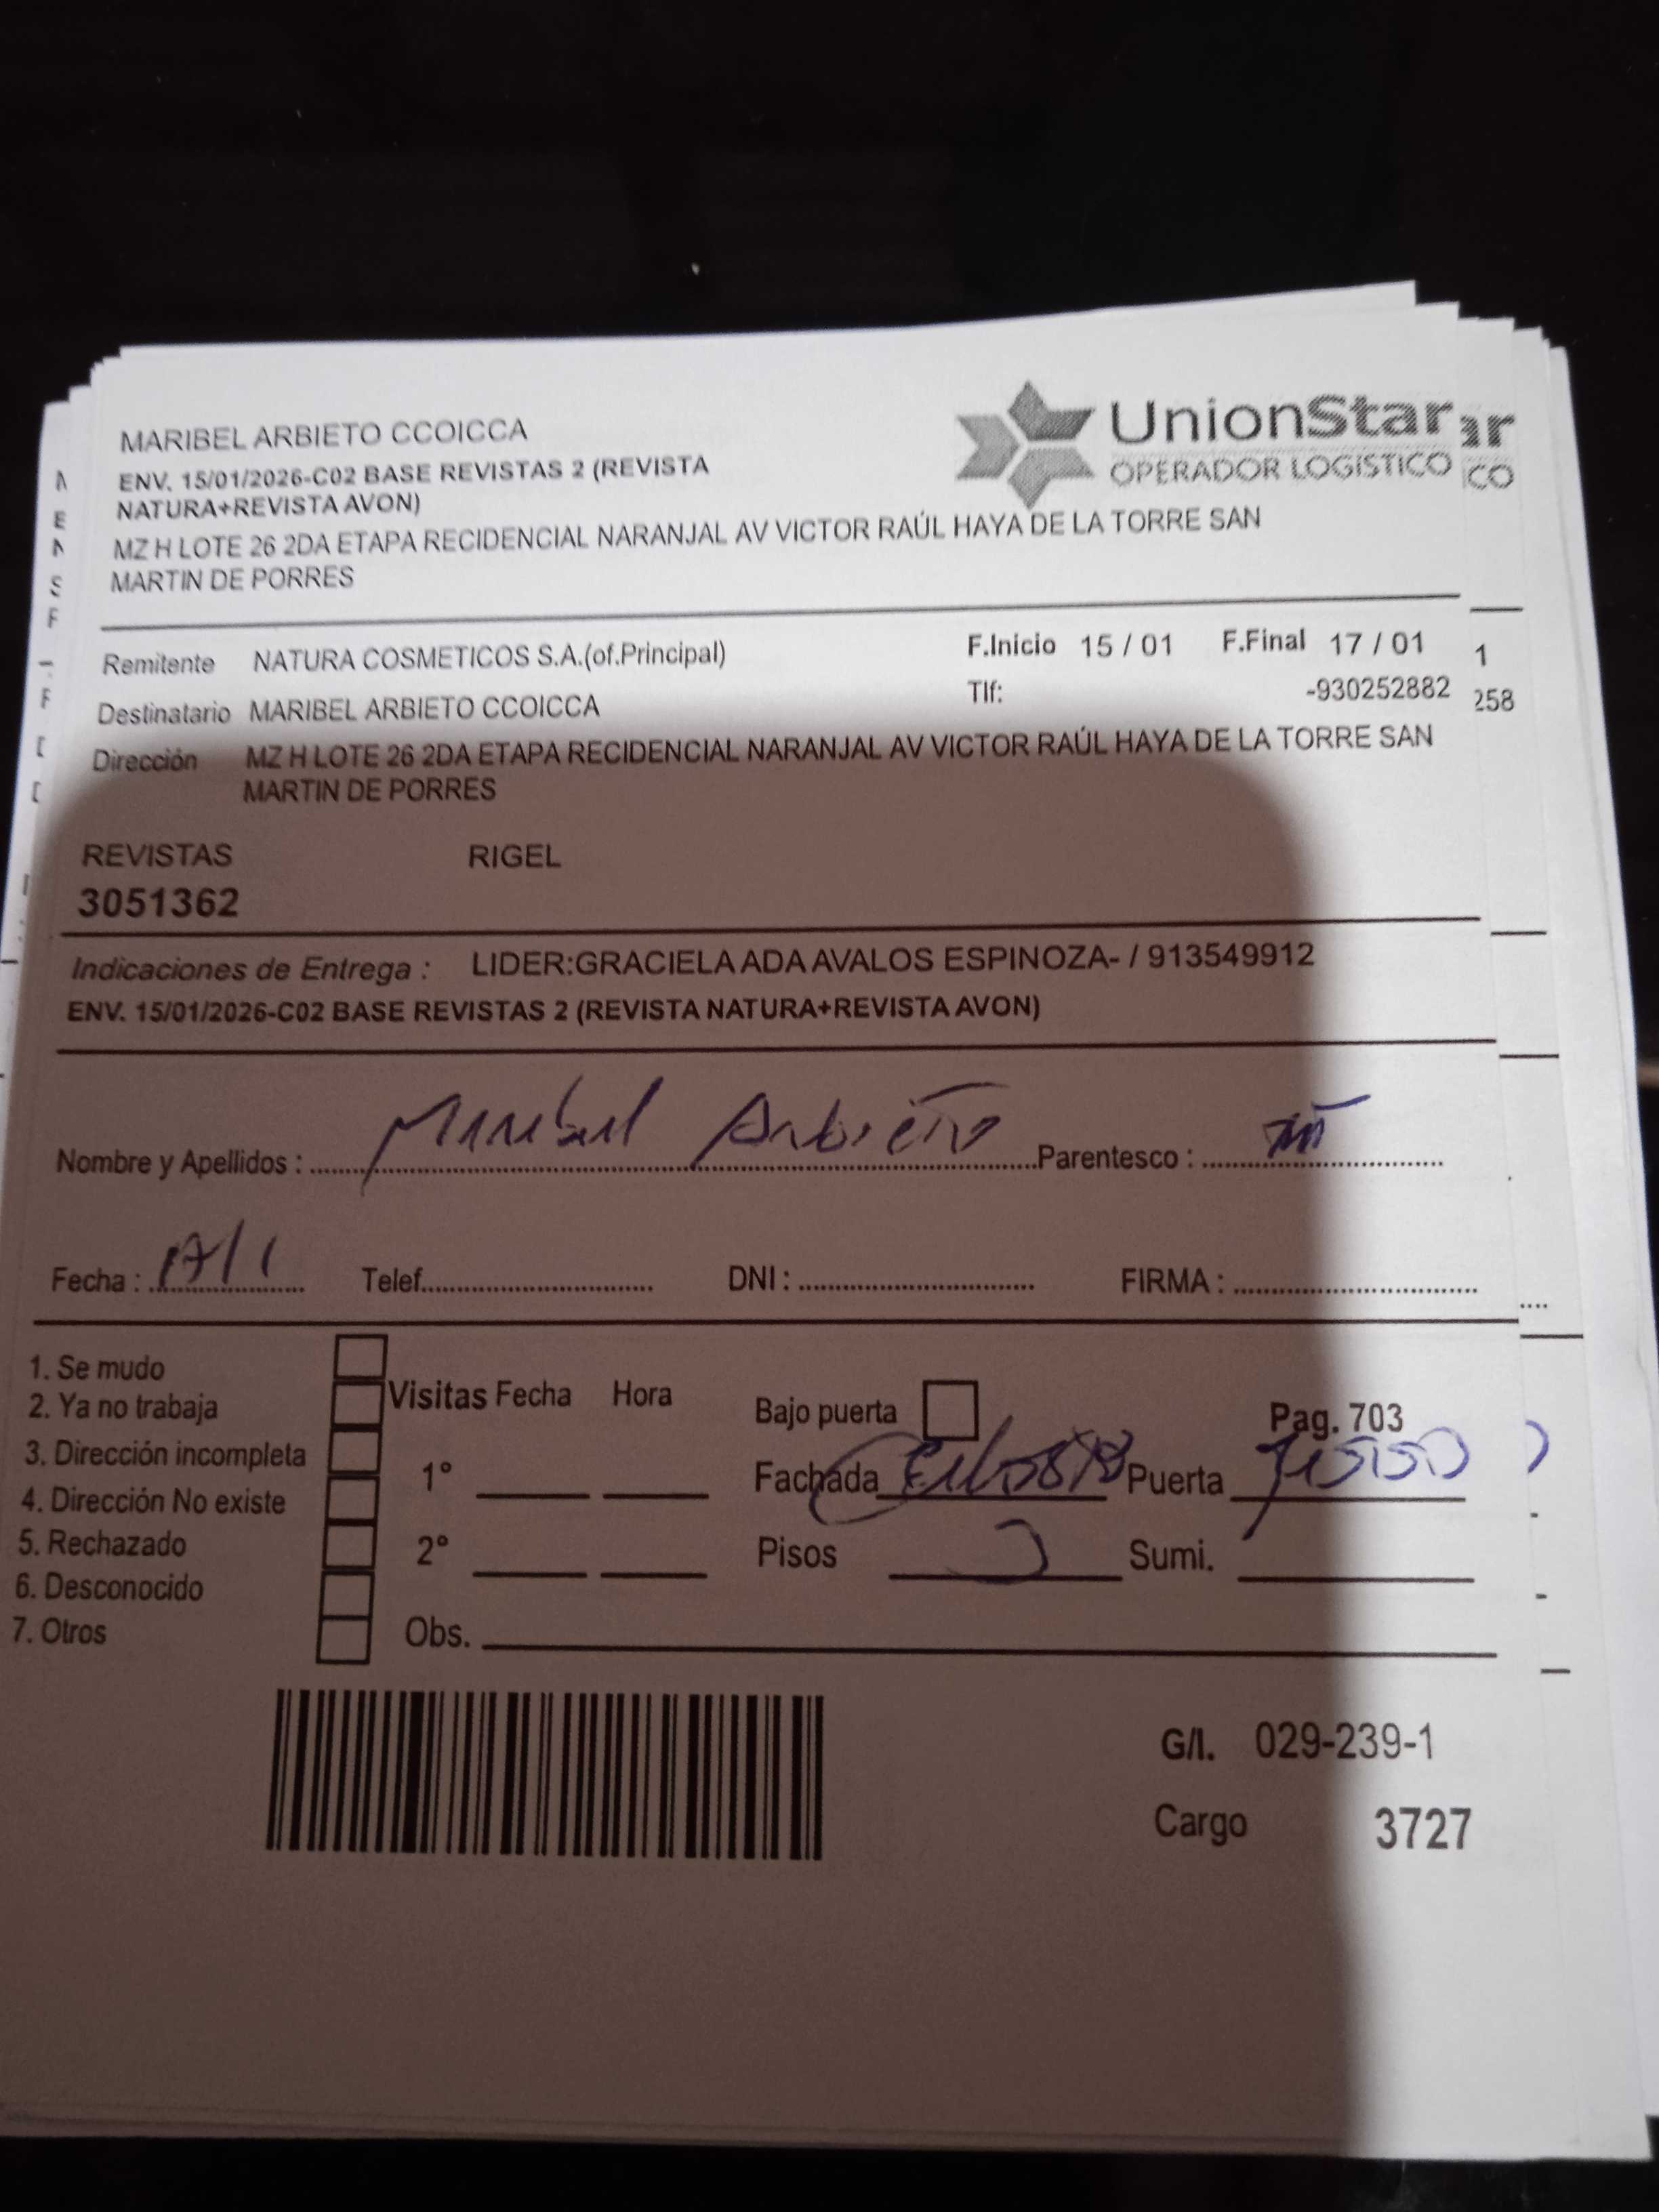 MARIBEL ARBIETO CCOICCA
UnionStar ar
OPERADOR LOGISTICO CO
ENV. 15/01/2026-C02 BASE REVISTAS 2 (REVISTA
NATURA+REVISTA AVON)
MZ H LOTE 26 2DA ETAPA RECIDENCIAL NARANJAL AV VICTOR RAÚL HAYA DE LA TORRE SAN
MARTIN DE PORRES
Remitente NATURA COSMETICOS S.A.(of.Principal) F.Inicio 15 / 01 F.Final 17 / 01 1
Destinatario MARIBEL ARBIETO CCOICCA Tlf: -930252882 258
Dirección MZ H LOTE 26 2DA ETAPA RECIDENCIAL NARANJAL AV VICTOR RAÚL HAYA DE LA TORRE SAN
MARTIN DE PORRES
REVISTAS RIGEL
3051362
Indicaciones de Entrega : LIDER:GRACIELA ADA AVALOS ESPINOZA- / 913549912
ENV. 15/01/2026-C02 BASE REVISTAS 2 (REVISTA NATURA+REVISTA AVON)
Nombre y Apellidos : Maribel Arbieto Parentesco :
Fecha : 17/1 Telef. DNI : FIRMA :
1. Se mudo
2. Ya no trabaja
3. Dirección incompleta
4. Dirección No existe
5. Rechazado
6. Desconocido
7. Otros
Visitas Fecha Hora
1°
2°
Obs.
Bajo puerta Pag. 703
Fachada Puerta
Pisos Sumi.
G/I. 029-239-1
Cargo 3727